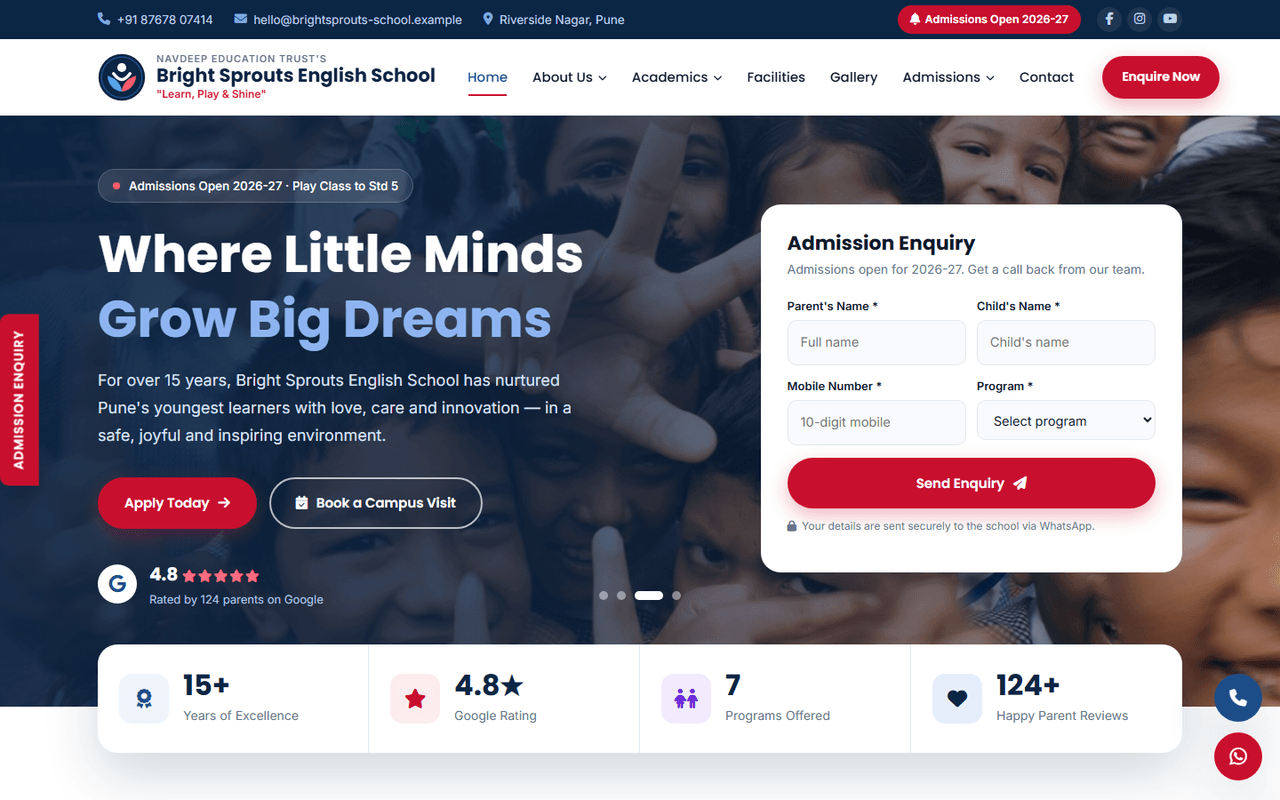 +91 87678 07414
hello@brightsprouts-school.example
Riverside Nagar, Pune
Admissions Open 2026-27
NAVDEEP EDUCATION TRUST'S
Bright Sprouts English School
"Learn, Play & Shine"
Home
About Us
Academics
Facilities
Gallery
Admissions
Contact
Enquire Now
ADMISSION ENQUIRY
Admissions Open 2026-27 · Play Class to Std 5
Where Little Minds
Grow Big Dreams
For over 15 years, Bright Sprouts English School has nurtured
Pune's youngest learners with love, care and innovation — in a
safe, joyful and inspiring environment.
Apply Today
Book a Campus Visit
G
4.8
Rated by 124 parents on Google
Admission Enquiry
Admissions open for 2026-27. Get a call back from our team.
Parent's Name *
Child's Name *
Full name
Child's name
Mobile Number *
Program *
10-digit mobile
Select program
Send Enquiry
Your details are sent securely to the school via WhatsApp.
15+
Years of Excellence
4.8★
Google Rating
7
Programs Offered
124+
Happy Parent Reviews